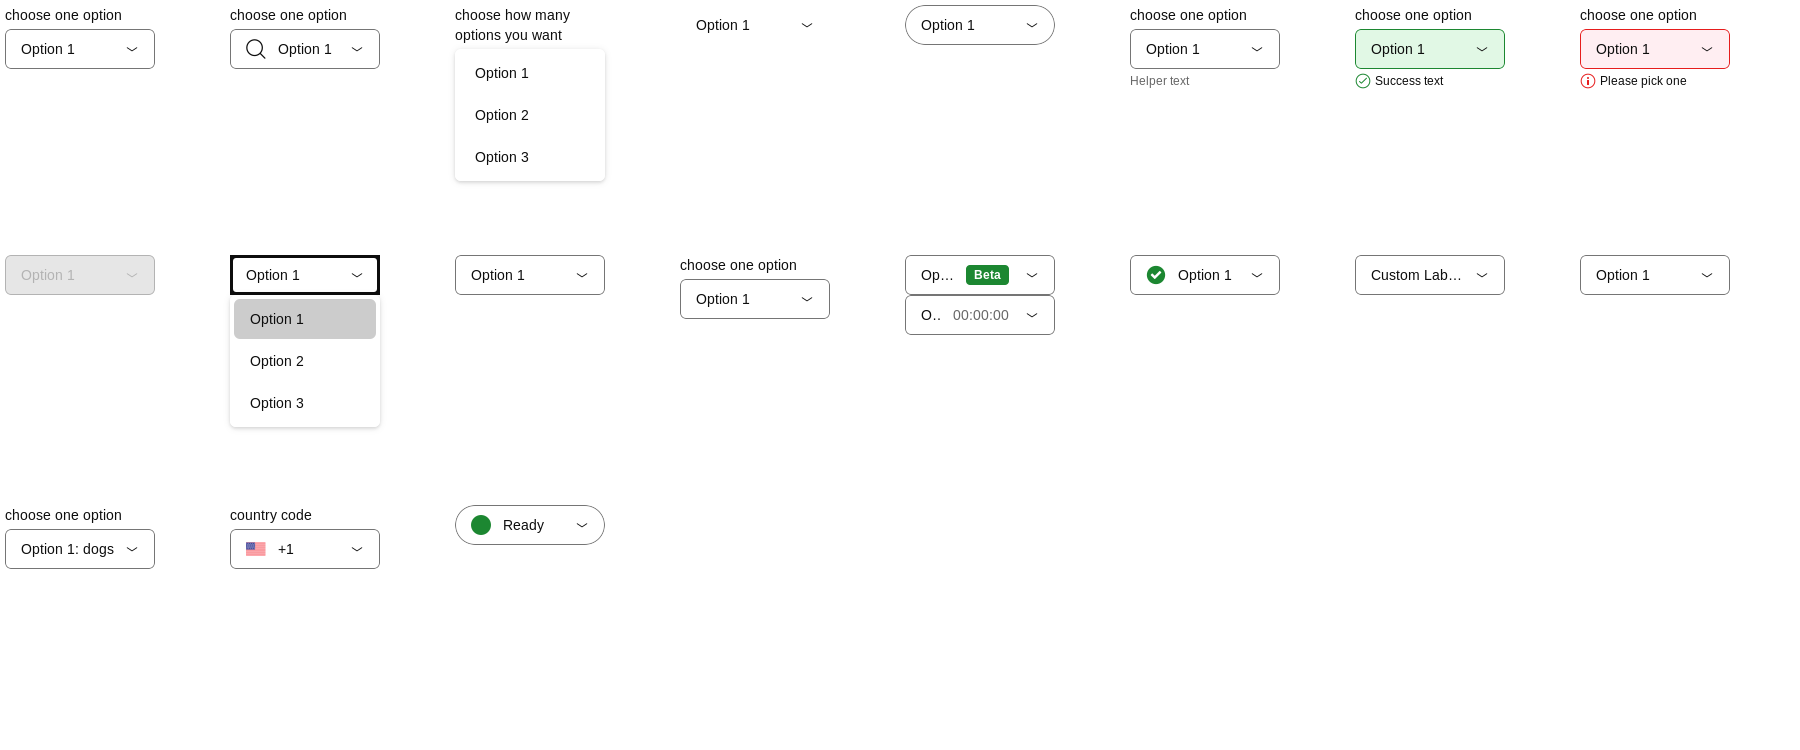 choose one option
Option 1
choose one option
Option 1
choose how many
options you want
Option 1
Option 2
Option 3
Option 1
Option 1
choose one option
Option 1
Helper text
choose one option
Option 1
Success text
choose one option
Option 1
Please pick one
Option 1
Option 1
Option 1
Option 2
Option 3
Option 1
choose one option
Option 1
Op… Beta
O.. 00:00:00
Option 1
Custom Lab…
Option 1
choose one option
Option 1: dogs
country code
+1
Ready